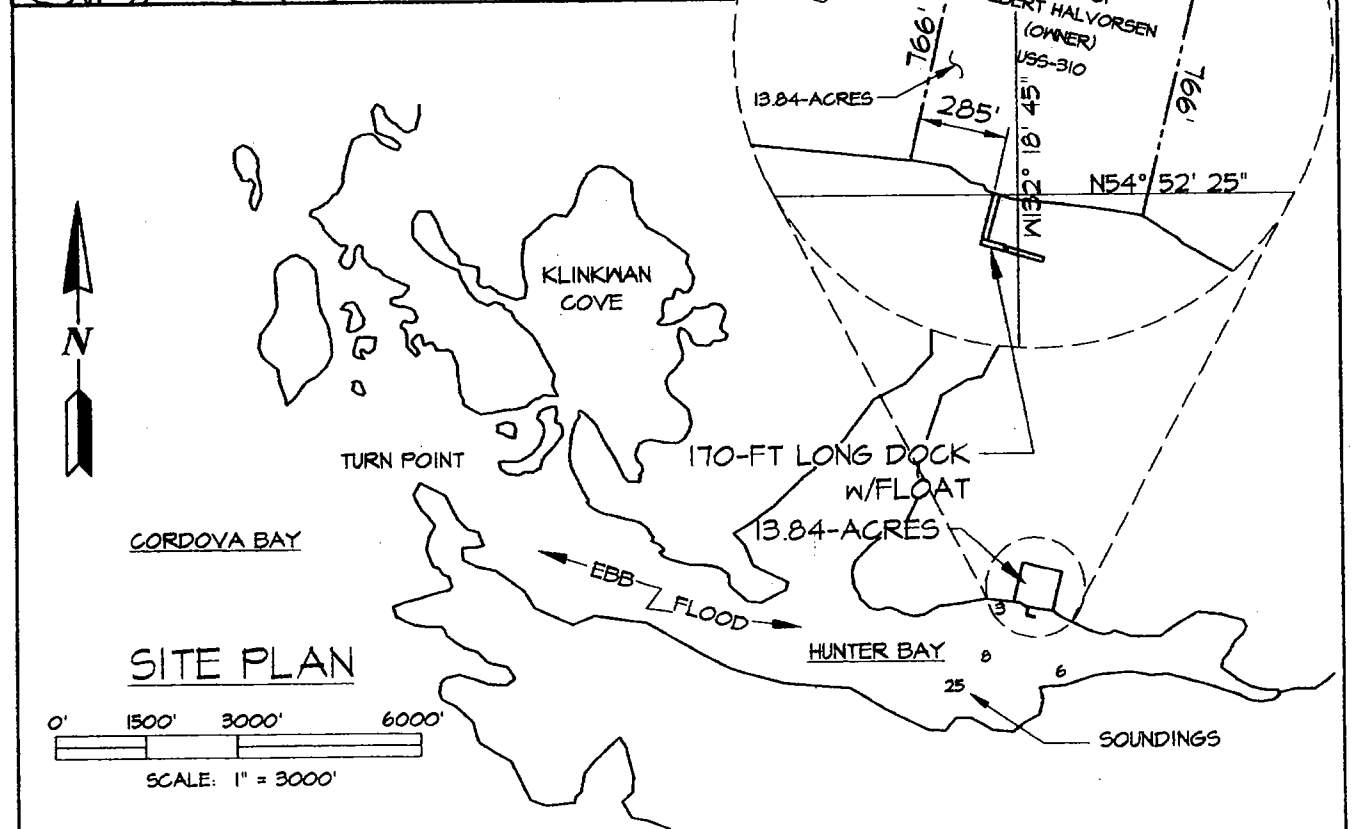 HALVORSEN
(OWNER)
USS-310
766'
13.84-ACRES
285'
W132° 18' 45"
766'
N54° 52' 25"
N
KLINKWAN
COVE
TURN POINT
170-FT LONG DOCK
W/FLOAT
13.84-ACRES
CORDOVA BAY
EBB
FLOOD
3
HUNTER BAY
8
6
25
SOUNDINGS
SITE PLAN
0' 1500' 3000' 6000'
SCALE: 1" = 3000'